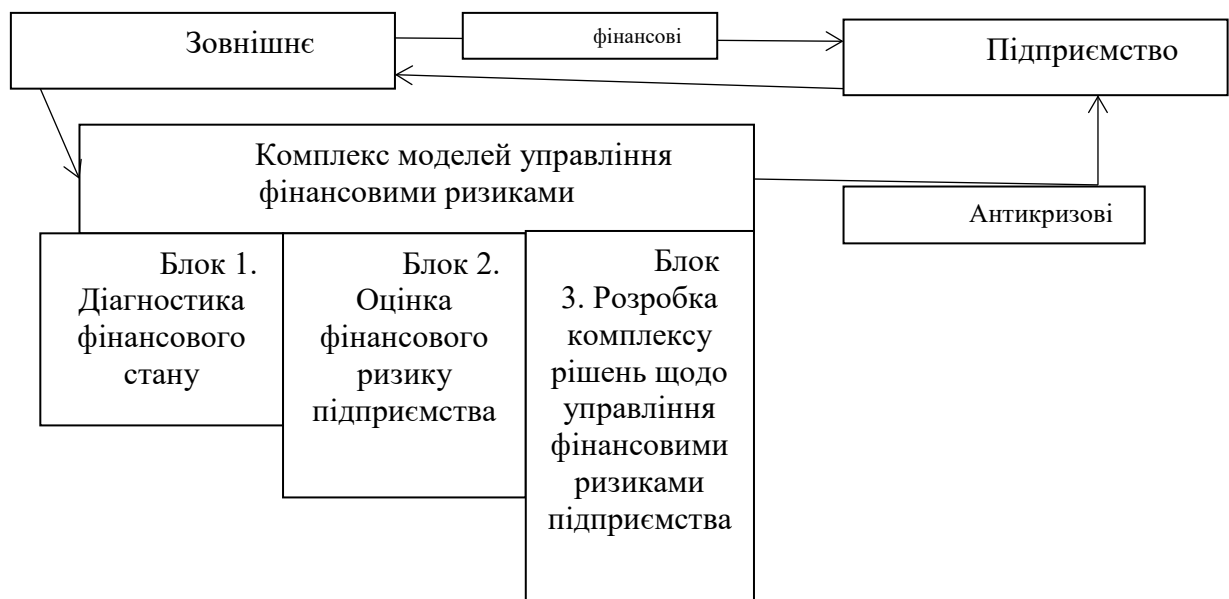 Зовнішнє
фінансові
Підприємство
Комплекс моделей управління
фінансовими ризиками
Антикризові
Блок 1.
Діагностика
фінансового
стану
Блок 2.
Оцінка
фінансового
ризику
підприємства
Блок
3. Розробка
комплексу
рішень щодо
управління
фінансовими
ризиками
підприємства